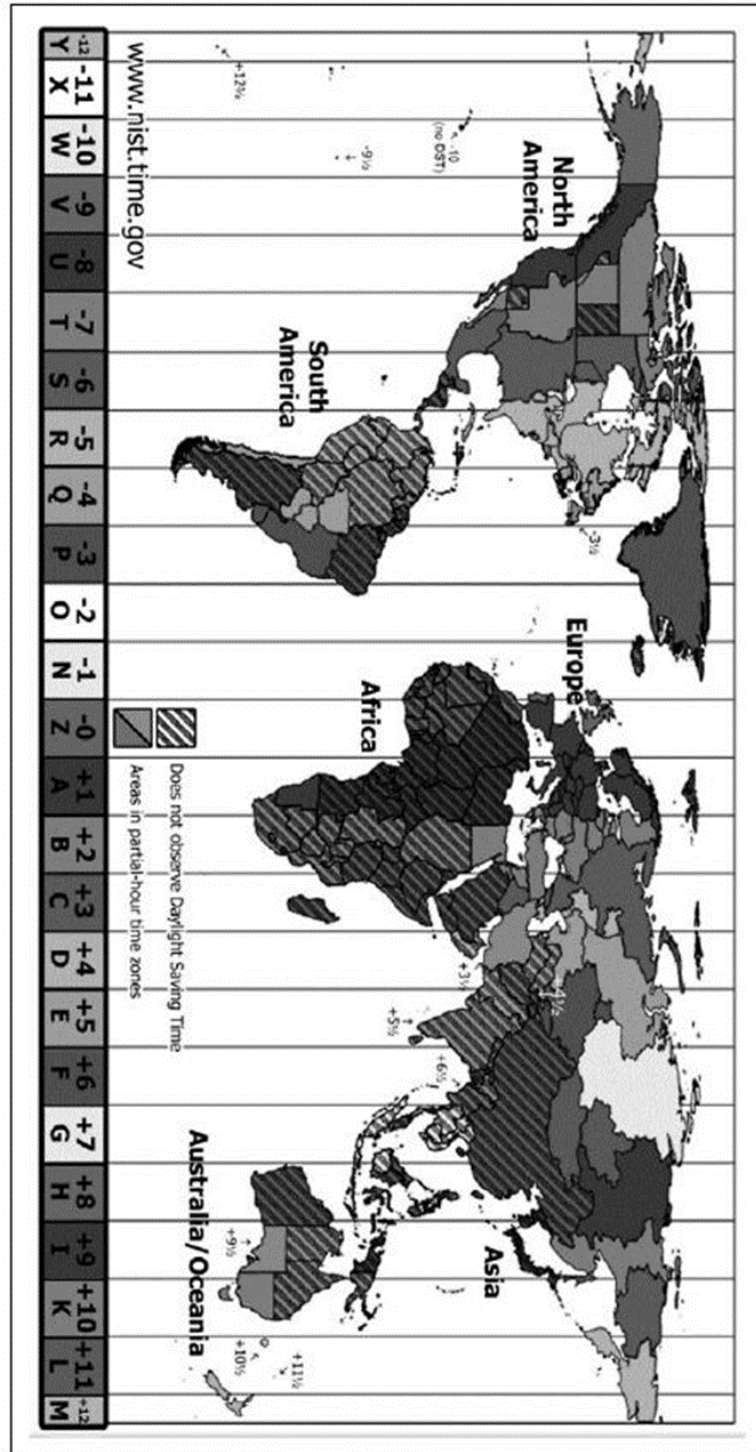 North
America
-10
(no DST)
-9½
+12¾
South
America
-3½
Europe
Africa
+3½
+4½
+5½
+6½
Asia
Australia/Oceania
+9½
+10½
+11½
www.nist.time.gov
Does not observe Daylight Saving Time
Areas in partial-hour time zones
-12 -11 -10 -9 -8 -7 -6 -5 -4 -3 -2 -1 -0 +1 +2 +3 +4 +5 +6 +7 +8 +9 +10 +11 +12
Y X W V U T S R Q P O N Z A B C D E F G H I K L M